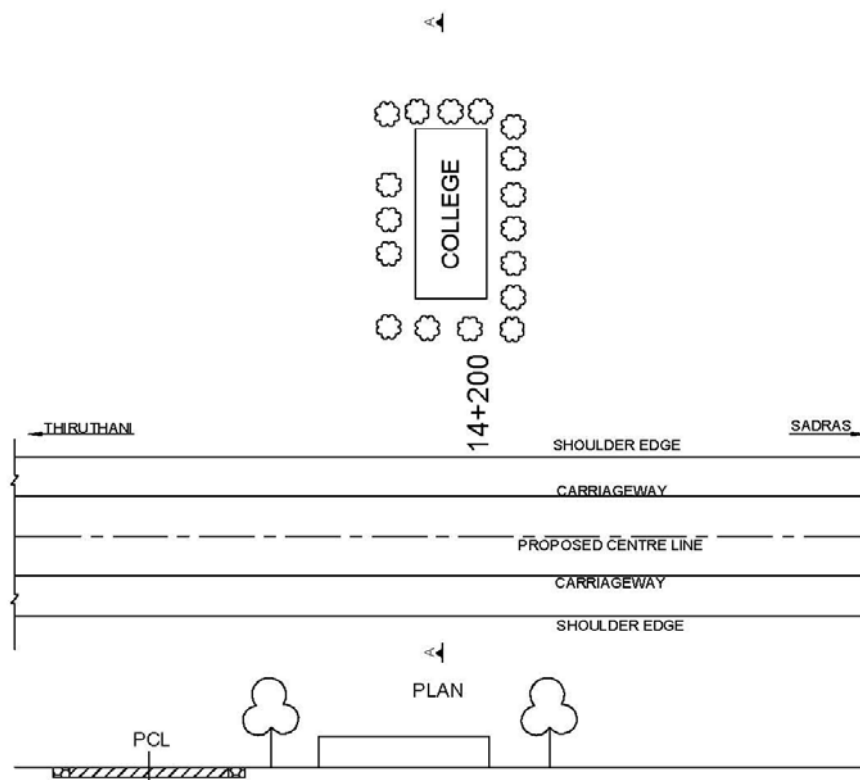 A
COLLEGE
14+200
THIRUTHANI
SADRAS
SHOULDER EDGE
CARRIAGEWAY
PROPOSED CENTRE LINE
CARRIAGEWAY
SHOULDER EDGE
A
PLAN
PCL